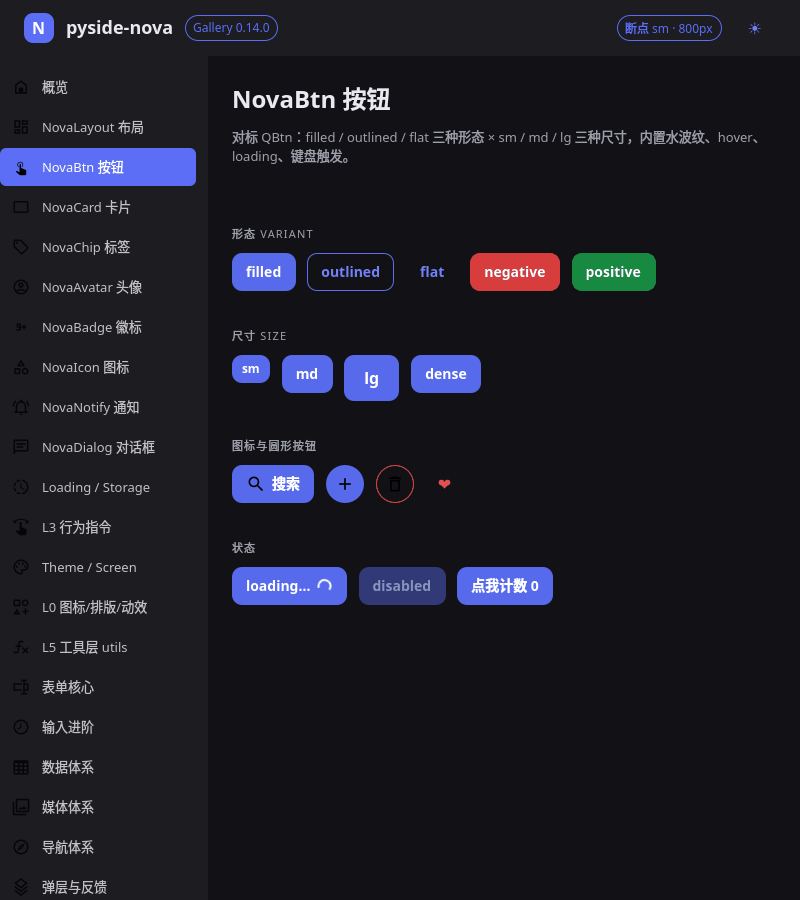 N pyside-nova Gallery 0.14.0 断点 sm · 800px
概览
NovaLayout 布局
NovaBtn 按钮
NovaCard 卡片
NovaChip 标签
NovaAvatar 头像
9+ NovaBadge 徽标
NovaIcon 图标
NovaNotify 通知
NovaDialog 对话框
Loading / Storage
L3 行为指令
Theme / Screen
L0 图标/排版/动效
L5 工具层 utils
表单核心
输入进阶
数据体系
媒体体系
导航体系
弹层与反馈
NovaBtn 按钮
对标 QBtn：filled / outlined / flat 三种形态 × sm / md / lg 三种尺寸，内置水波纹、hover、
loading、键盘触发。
形态 VARIANT
filled outlined flat negative positive
尺寸 SIZE
sm md lg dense
图标与圆形按钮
搜索
状态
loading... disabled 点我计数 0